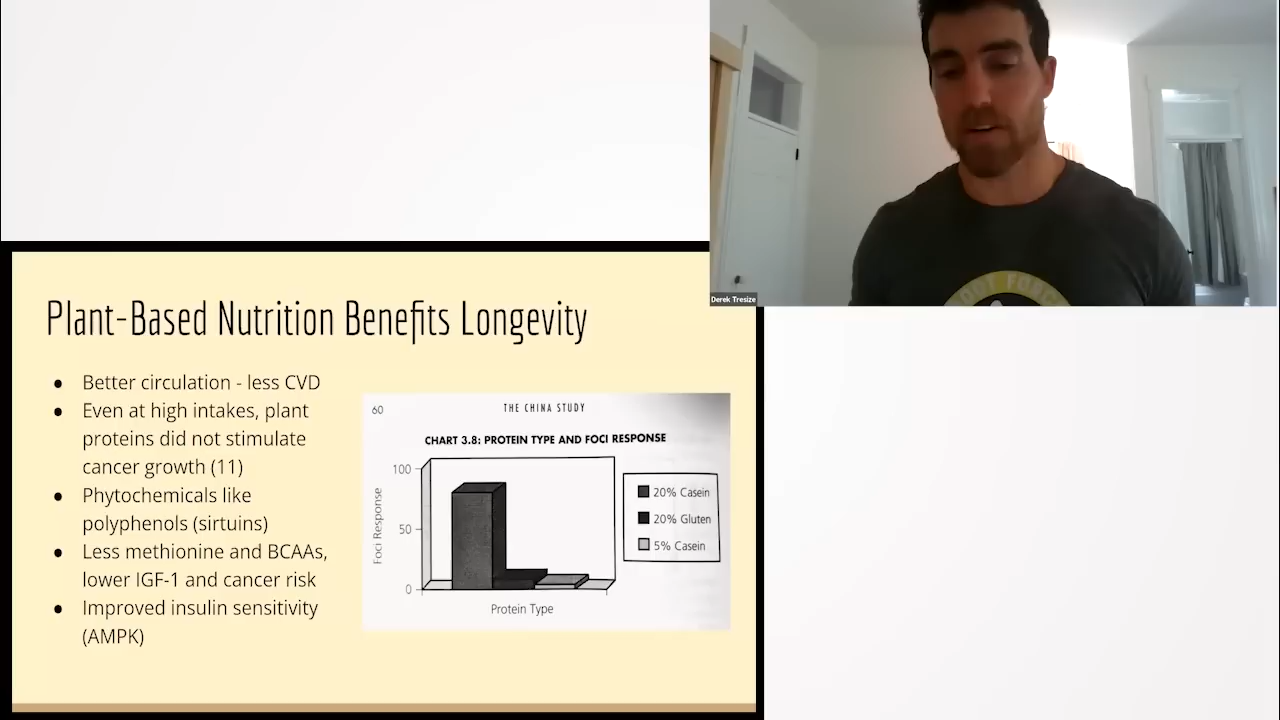 Derek Tresize
Plant-Based Nutrition Benefits Longevity
● Better circulation - less CVD
● Even at high intakes, plant
proteins did not stimulate
cancer growth (11)
● Phytochemicals like
polyphenols (sirtuins)
● Less methionine and BCAAs,
lower IGF-1 and cancer risk
● Improved insulin sensitivity
(AMPK)
60
THE CHINA STUDY
CHART 3.8: PROTEIN TYPE AND FOCI RESPONSE
100
50
0
Foci Response
Protein Type
20% Casein
20% Gluten
5% Casein